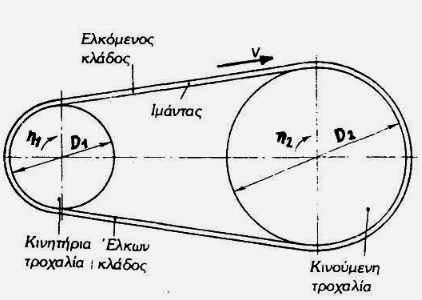 Ελκόμενος
κλάδος
V
Ιμάντας
n1
D1
n2
D2
Κινητήρια
τροχαλία
Έλκων
κλάδος
Κινούμενη
τροχαλία